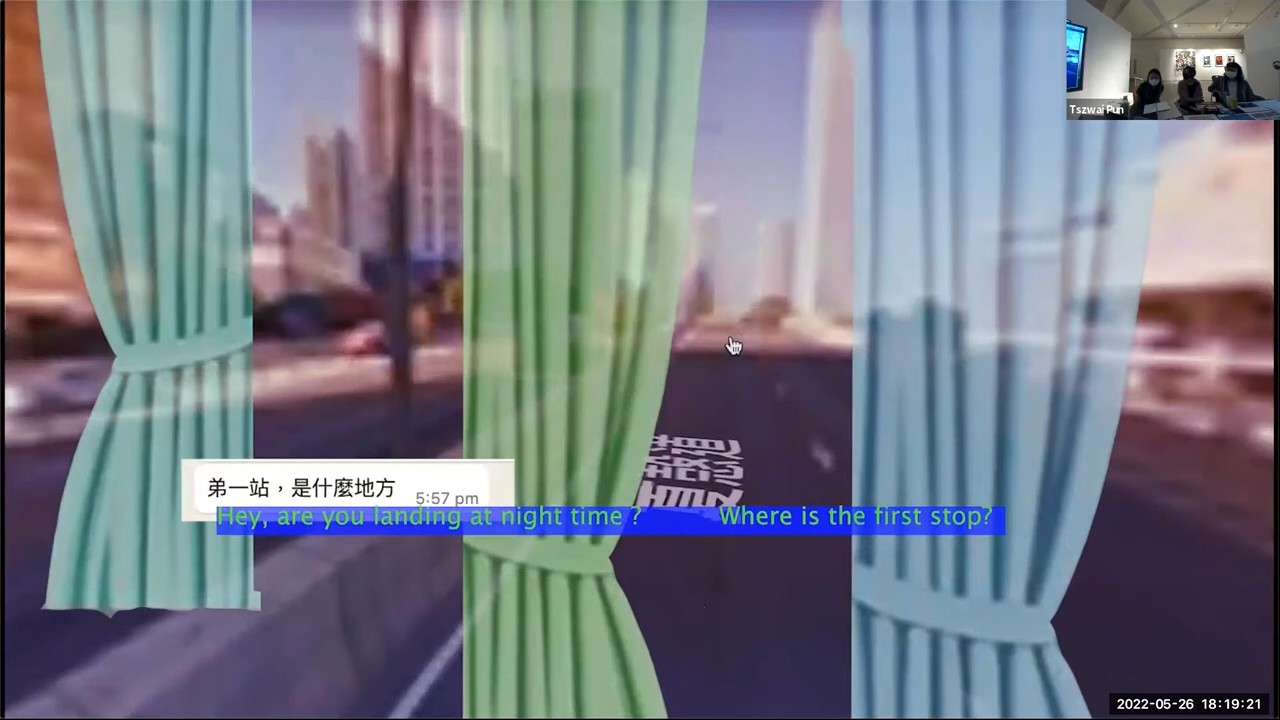 Tszwai Pun
弟一站，是什麼地方
5:57 pm
Hey, are you landing at night time ? Where is the first stop?
2022-05-26 18:19:21